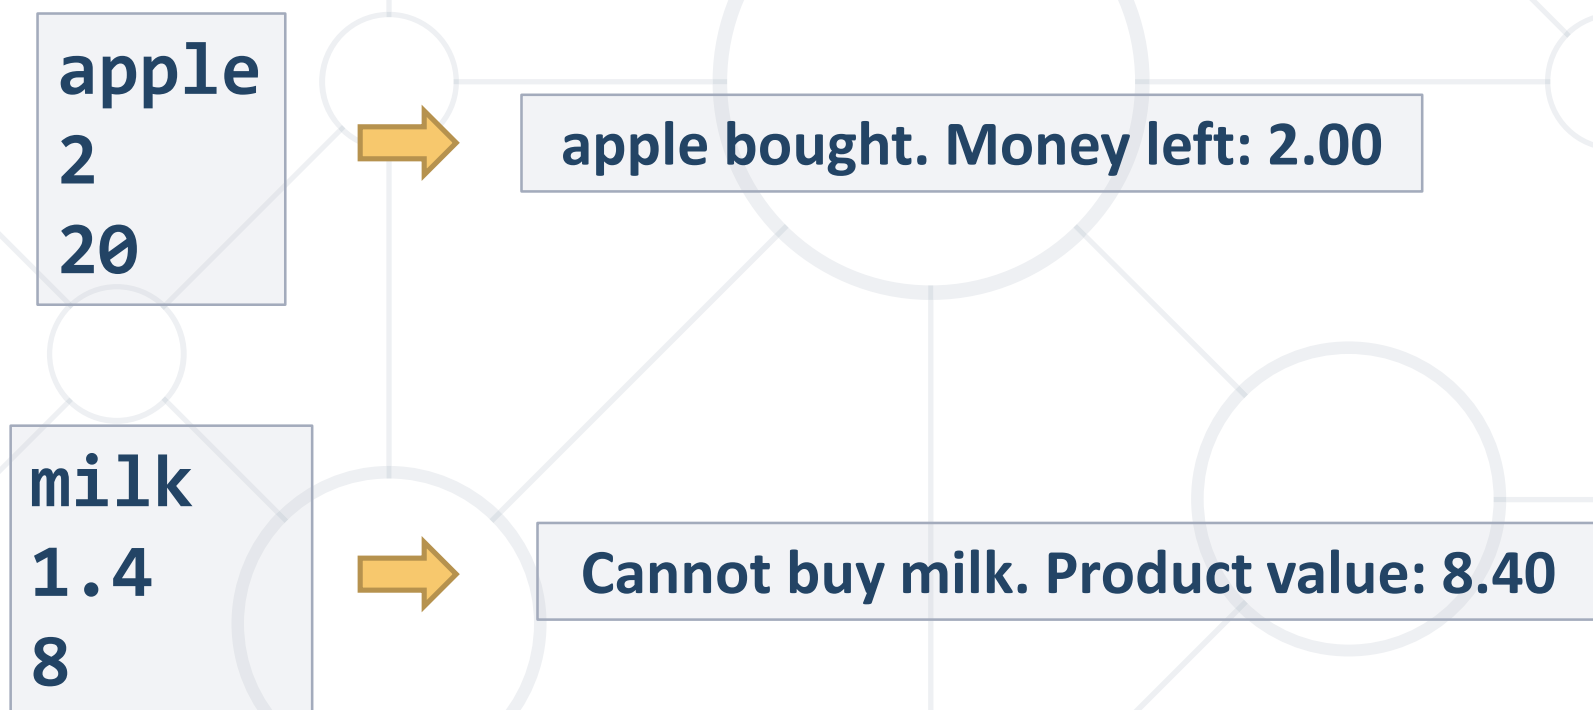 apple
2
20
apple bought. Money left: 2.00
milk
1.4
8
Cannot buy milk. Product value: 8.40